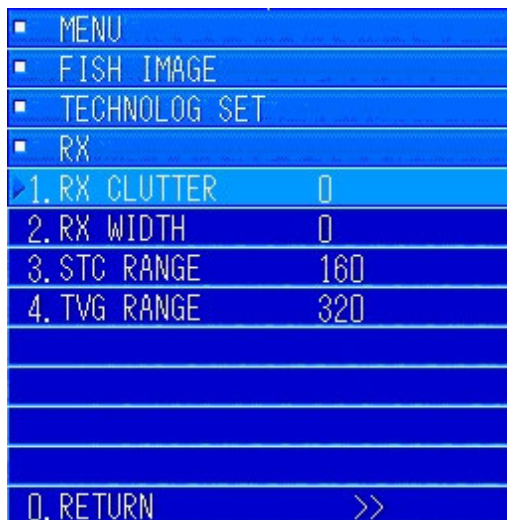 MENU
FISH IMAGE
TECHNOLOG SET
RX
1. RX CLUTTER 0
2. RX WIDTH 0
3. STC RANGE 160
4. TVG RANGE 320
0. RETURN >>